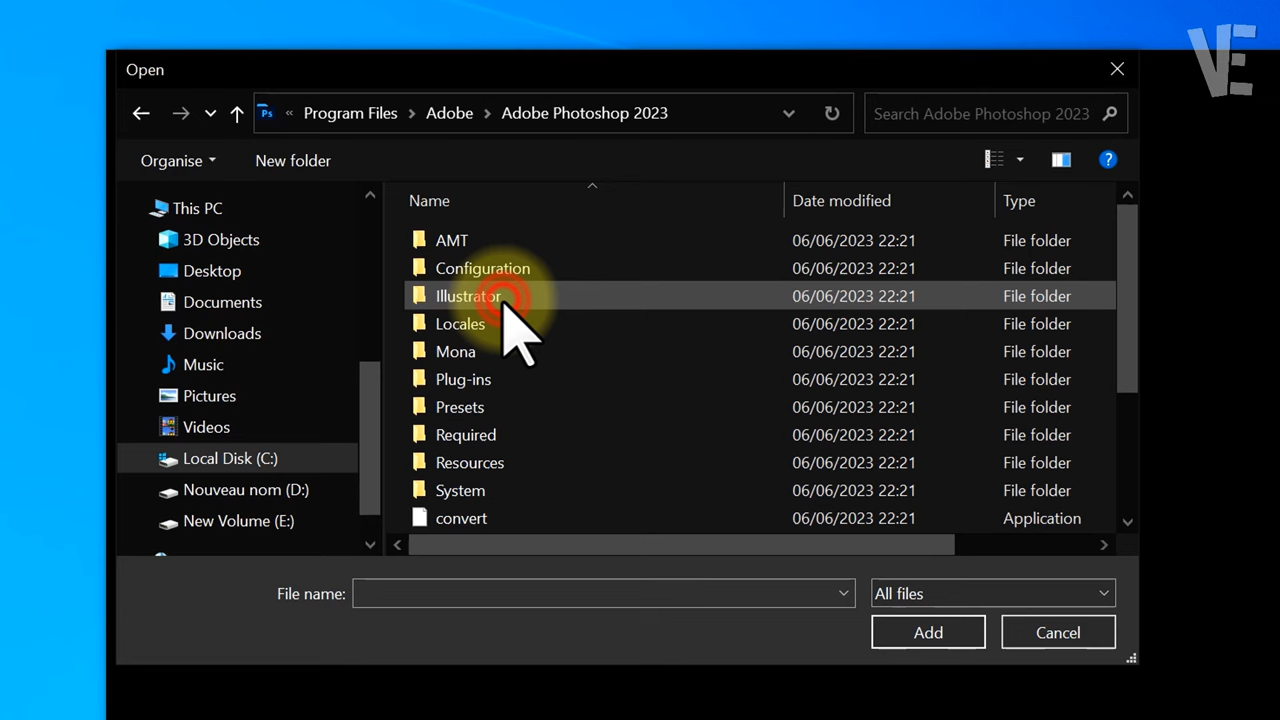 VE
Open
« Program Files > Adobe > Adobe Photoshop 2023
Search Adobe Photoshop 2023
Organise
New folder
This PC
3D Objects
Desktop
Documents
Downloads
Music
Pictures
Videos
Local Disk (C:)
Nouveau nom (D:)
New Volume (E:)
Name Date modified Type
AMT 06/06/2023 22:21 File folder
Configuration 06/06/2023 22:21 File folder
Illustrator 06/06/2023 22:21 File folder
Locales 06/06/2023 22:21 File folder
Mona 06/06/2023 22:21 File folder
Plug-ins 06/06/2023 22:21 File folder
Presets 06/06/2023 22:21 File folder
Required 06/06/2023 22:21 File folder
Resources 06/06/2023 22:21 File folder
System 06/06/2023 22:21 File folder
convert 06/06/2023 22:21 Application
File name:
All files
Add
Cancel